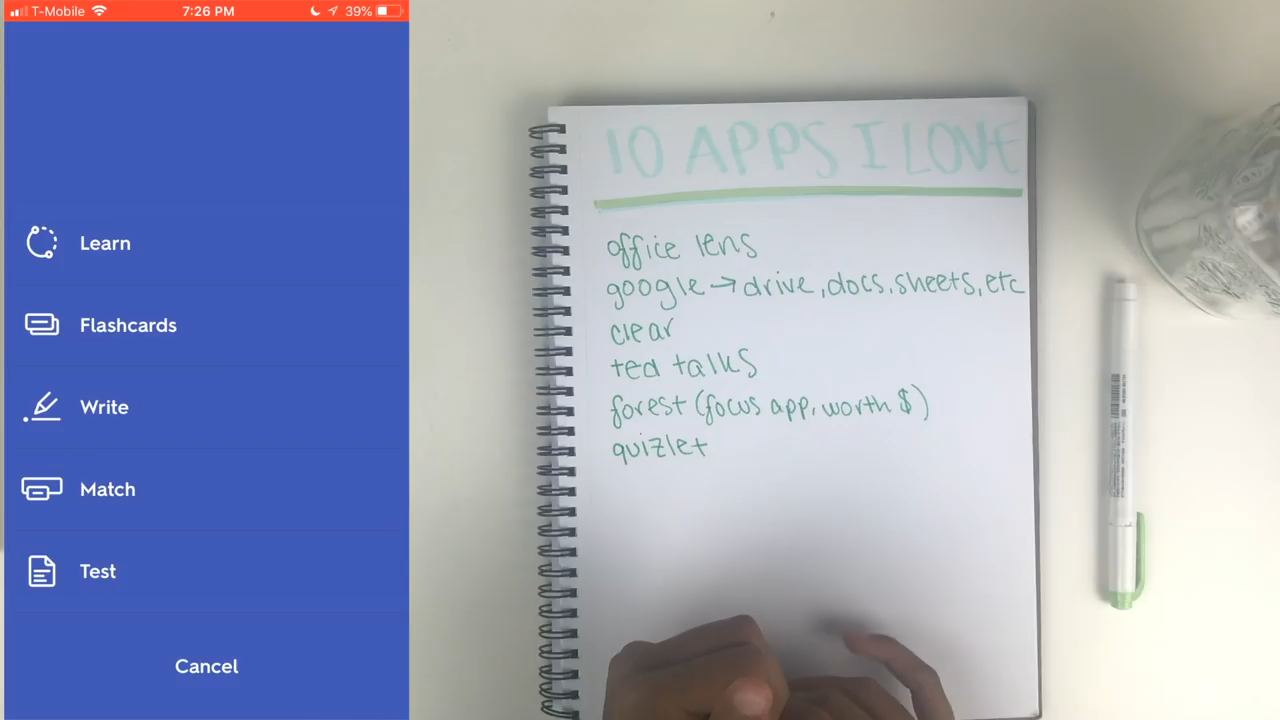 T-Mobile 7:26 PM 39%
Learn
Flashcards
Write
Match
Test
Cancel
10 APPS I LOVE
office lens
google → drive, docs, sheets, etc
clear
ted talks
forest (focus app, worth $)
quizlet